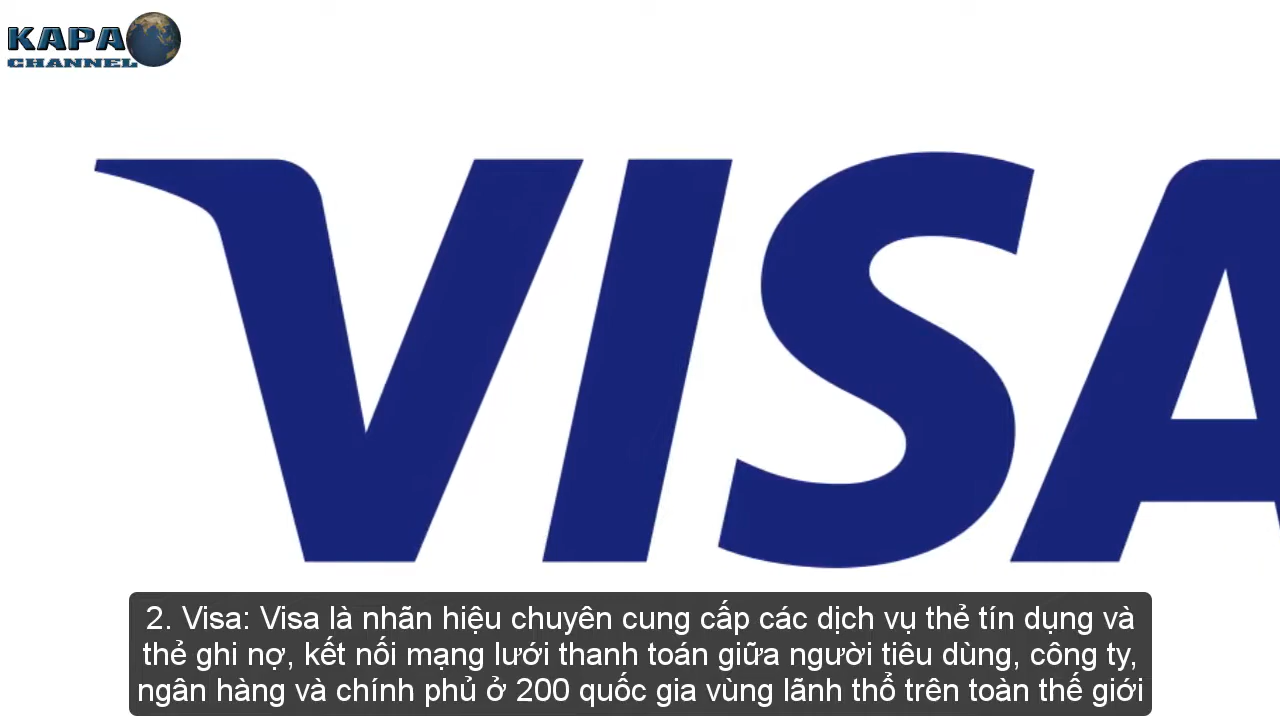 KAPA
CHANNEL
VISA
2. Visa: Visa là nhãn hiệu chuyên cung cấp các dịch vụ thẻ tín dụng và
thẻ ghi nợ, kết nối mạng lưới thanh toán giữa người tiêu dùng, công ty,
ngân hàng và chính phủ ở 200 quốc gia vùng lãnh thổ trên toàn thế giới